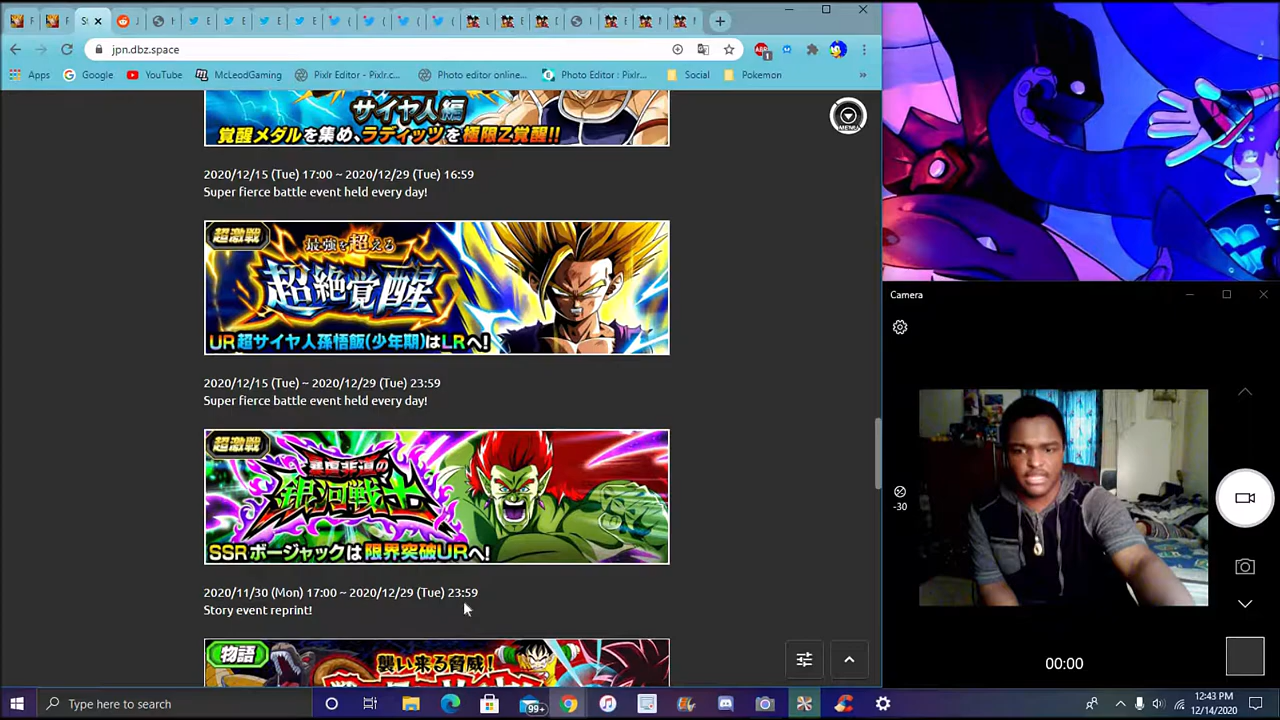 jpn.dbz.space
Apps
Google
YouTube
McLeodGaming
Pixlr Editor - Pixlr.c...
Photo editor online...
Photo Editor : Pixlr...
Social
Pokemon
»
サイヤ人編
覚醒メダルを集め、ラディッツを極限Z覚醒!!
MENU
2020/12/15 (Tue) 17:00 ~ 2020/12/29 (Tue) 16:59
Super fierce battle event held every day!
超激戦
最強を超える
超絶覚醒
UR超サイヤ人孫悟飯(少年期)はLRへ!
2020/12/15 (Tue) ~ 2020/12/29 (Tue) 23:59
Super fierce battle event held every day!
超激戦
暴虐非道の
銀河戦士
SSRボージャックは限界突破URへ!
2020/11/30 (Mon) 17:00 ~ 2020/12/29 (Tue) 23:59
Story event reprint!
物語
襲い来る脅威!
Camera
-30
00:00
Type here to search
99+
12:43 PM
12/14/2020